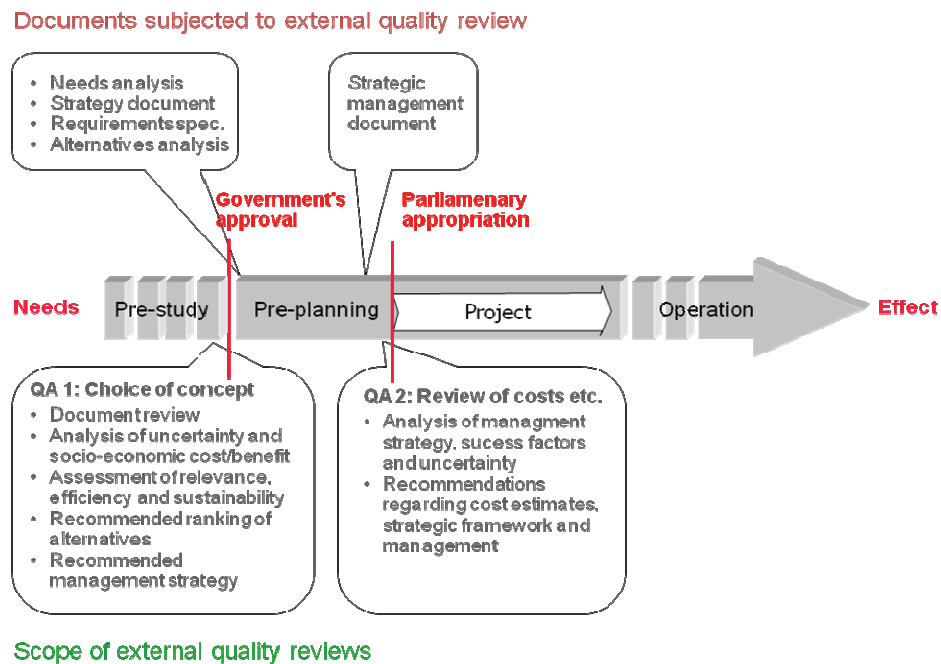 Documents subjected to external quality review
• Needs analysis
• Strategy document
• Requirements spec.
• Alternatives analysis
Strategic
management
document
Government's
approval
Parliamenary
appropriation
Needs
Pre-study
Pre-planning
Project
Operation
Effect
QA 1: Choice of concept
• Document review
• Analysis of uncertainty and
socio-economic cost/benefit
• Assessment of relevance,
efficiency and sustainability
• Recommended ranking of
alternatives
• Recommended
management strategy
QA 2: Review of costs etc.
• Analysis of managment
strategy, sucess factors
and uncertainty
• Recommendations
regarding cost estimates,
strategic framework and
management
Scope of external quality reviews